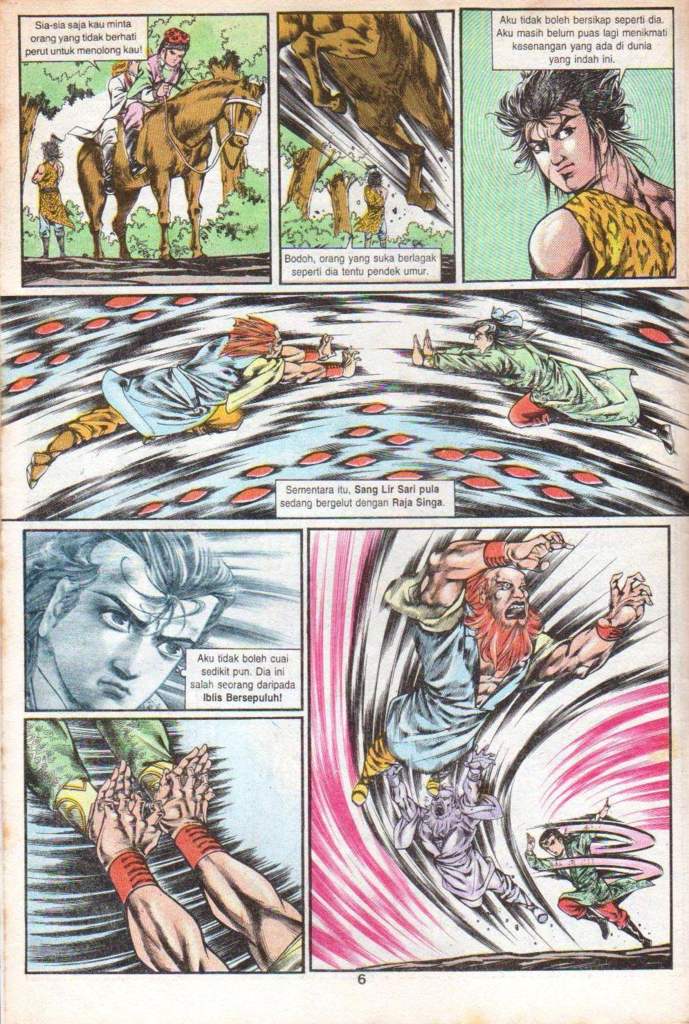 Sia-sia saja kau minta
orang yang tidak berhati
perut untuk menolong kau!
Bodoh, orang yang suka berlagak
seperti dia tentu pendek umur.
Aku tidak boleh bersikap seperti dia.
Aku masih belum puas lagi menikmati
kesenangan yang ada di dunia
yang indah ini.
Sementara itu, Sang Lir Sari pula
sedang bergelut dengan Raja Singa.
Aku tidak boleh cuai
sedikit pun. Dia ini
salah seorang daripada
Iblis Bersepuluh!
6